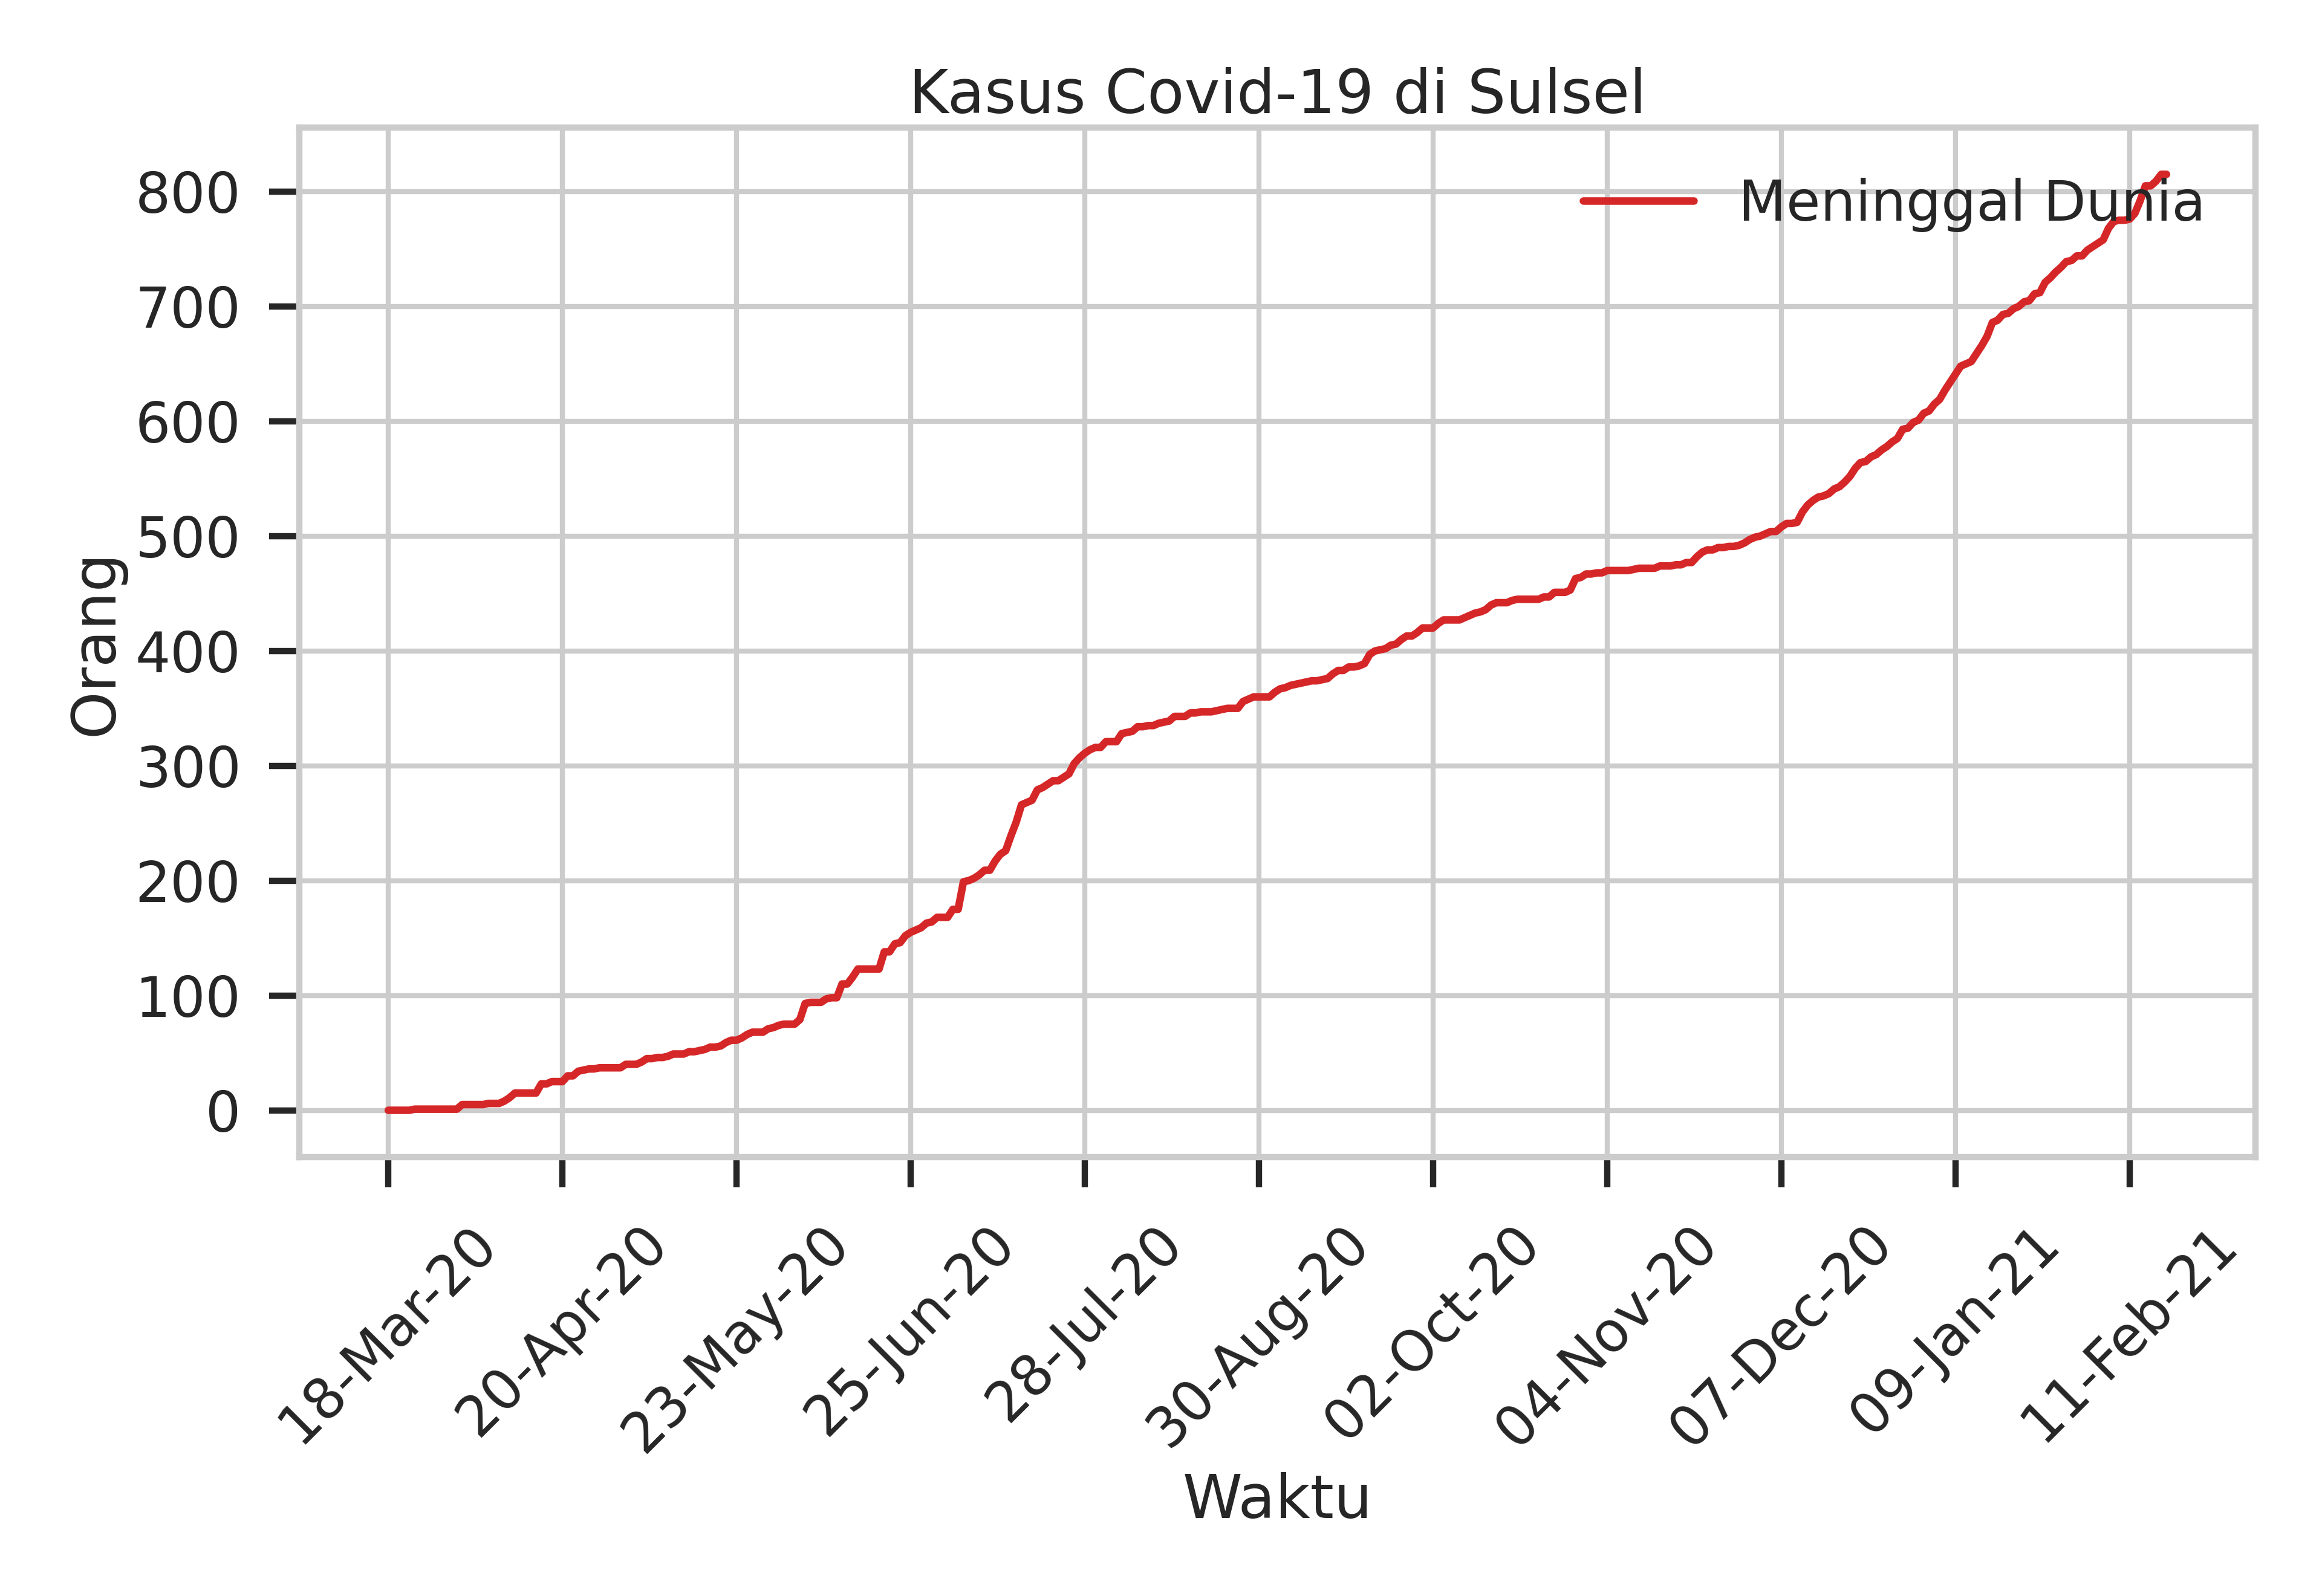 Kasus Covid-19 di Sulsel
Meninggal Dunia
800
700
600
500
400
300
200
100
0
Orang
18-Mar-20
20-Apr-20
23-May-20
25-Jun-20
28-Jul-20
30-Aug-20
02-Oct-20
04-Nov-20
07-Dec-20
09-Jan-21
11-Feb-21
Waktu